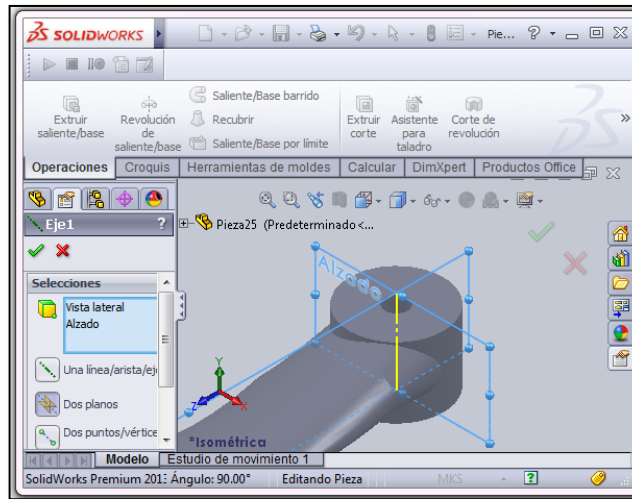 SOLIDWORKS
Pie...
Extruir saliente/base
Revolución de saliente/base
Saliente/Base barrido
Recubrir
Saliente/Base por límite
Extruir corte
Asistente para taladro
Corte de revolución
Operaciones Croquis Herramientas de moldes Calcular DimXpert Productos Office
Eje1 ?
Pieza25 (Predeterminado<...
Selecciones
Vista lateral
Alzado
Una línea/arista/eje
Dos planos
Dos puntos/vértice
Alzado
Y
Z
X
*Isométrica
Modelo Estudio de movimiento 1
SolidWorks Premium 2013 Ángulo: 90.00° Editando Pieza MKS ?